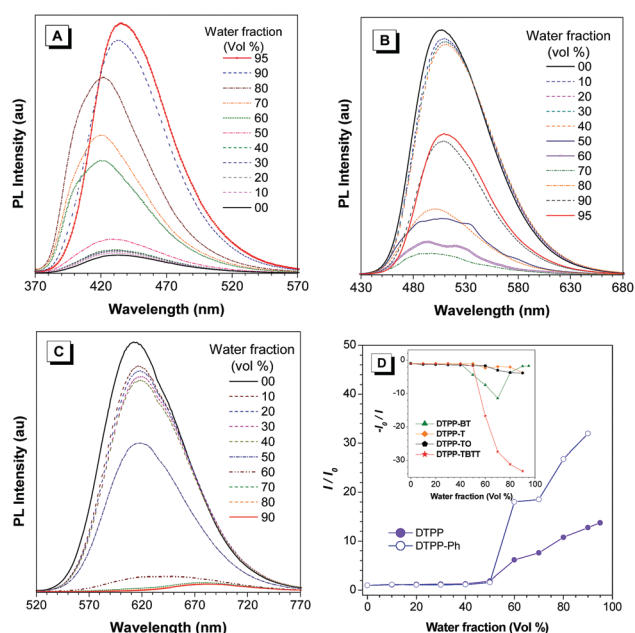 A
Water fraction
(Vol %)
95
90
80
70
60
50
40
30
20
10
00
PL Intensity (au)
370 420 470 520 570
Wavelength (nm)
B
Water fraction
(vol %)
00
10
20
30
40
50
60
70
80
90
95
PL Intensity (au)
430 480 530 580 630 680
Wavelength (nm)
C
Water fraction
(vol %)
00
10
20
30
40
50
60
70
80
90
PL Intensity (au)
520 570 620 670 720 770
Wavelength (nm)
D
50
40
30
20
10
0
I / I0
0
-10
-20
-30
-I0 / I
DTPP-BT
DTPP-T
DTPP-TO
DTPP-TBTT
0 20 40 60 80 100
Water fraction (Vol %)
DTPP
DTPP-Ph
0 20 40 60 80 100
Water fraction (Vol %)